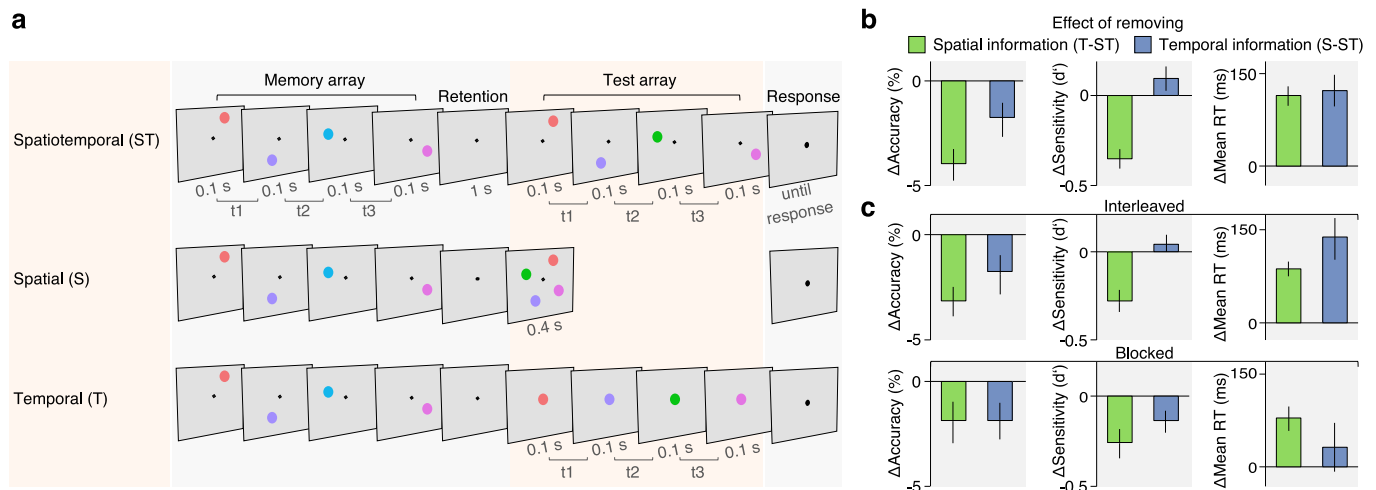 a
Memory array
Test array
Retention
Response
Spatiotemporal (ST)
0.1 s
0.1 s
0.1 s
0.1 s
1 s
0.1 s
0.1 s
0.1 s
0.1 s
until
response
t1
t2
t3
t1
t2
t3
Spatial (S)
0.4 s
Temporal (T)
0.1 s
0.1 s
0.1 s
0.1 s
t1
t2
t3
b
Effect of removing
Spatial information (T-ST)
Temporal information (S-ST)
ΔAccuracy (%)
0
-5
ΔSensitivity (d')
0
-0.5
ΔMean RT (ms)
150
0
c
Interleaved
ΔAccuracy (%)
0
-5
ΔSensitivity (d')
0
-0.5
ΔMean RT (ms)
150
0
Blocked
ΔAccuracy (%)
0
-5
ΔSensitivity (d')
0
-0.5
ΔMean RT (ms)
150
0